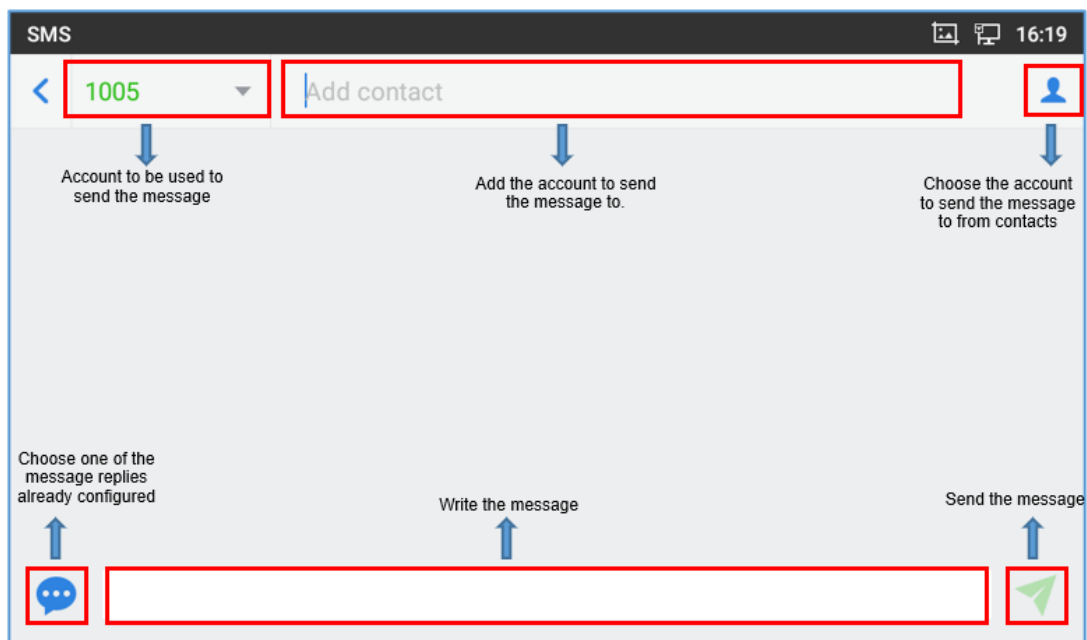 SMS
16:19
1005
Add contact
Account to be used to
send the message
Add the account to send
the message to.
Choose the account
to send the message
to from contacts
Choose one of the
message replies
already configured
Write the message
Send the message